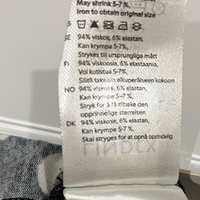 May shrink 5-7 %,
Iron to obtain original size
S
SE 94% viskos, 6% elastan,
Kan krympa 5-7%,
Strykes till ursprungliga mått
FI 94% viskoosia, 6% elastaania,
Voi kutistua 5-7%,
Silitä takaisin alkuperäiseen kokoon
NO 94% viskose, 6% elastan,
Kan krympe 5-7%,
Stryk for å få tilbake den
opprinnelige størrelsen
DK 94% viskose, 6% elastan,
Kan krympe 5-7%,
Skal stryges for at opnå oprindelig